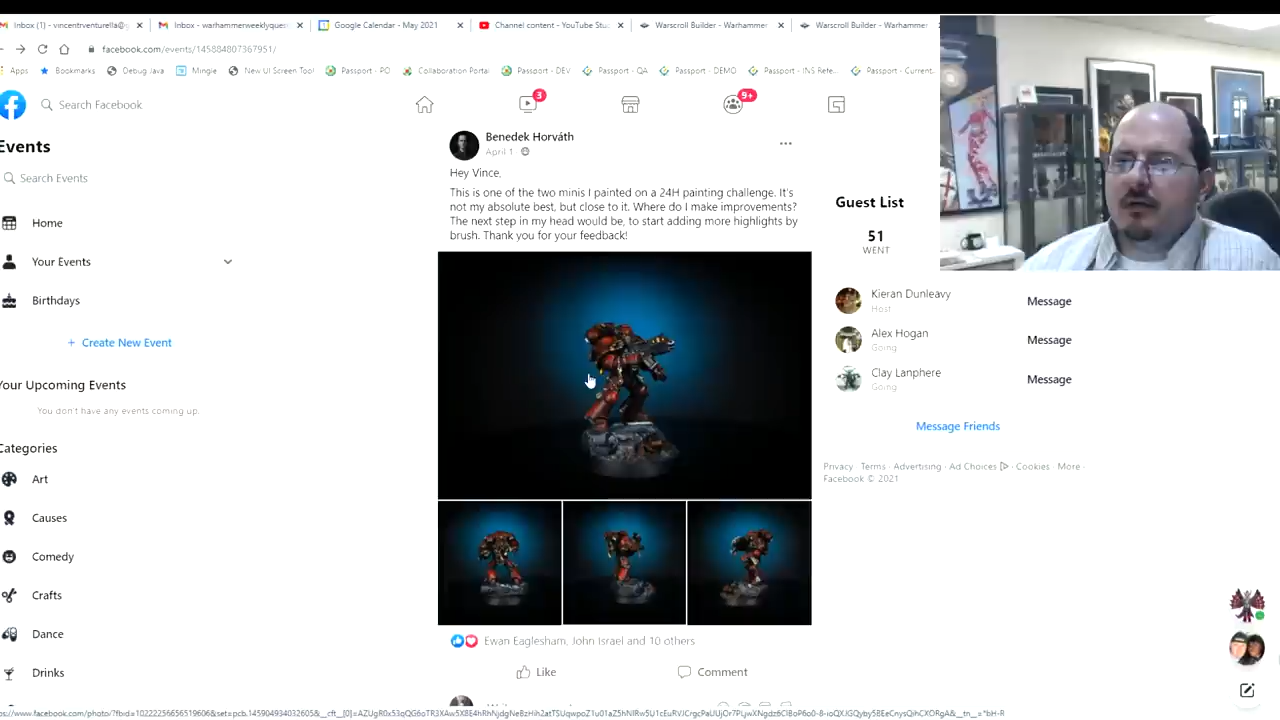 Inbox (1) - vincentrventurella@
Inbox - warhammerweeklyques
Google Calendar - May 2021
Channel content - YouTube Stu
Warscroll Builder - Warhammer
Warscroll Builder - Warhammer
facebook.com/events/145884807367951/
Apps
Bookmarks
Debug Java
Mingle
New UI Screen Tool
Passport - PO
Collaboration Portal
Passport - DEV
Passport - QA
Passport - DEMO
Passport - INS Refe...
Passport - Current...
Search Facebook
3
9+
Events
Search Events
Home
Your Events
Birthdays
+ Create New Event
Your Upcoming Events
You don't have any events coming up.
Categories
Art
Causes
Comedy
Crafts
Dance
Drinks
Benedek Horváth
April 1
Hey Vince,
This is one of the two minis I painted on a 24H painting challenge. It's
not my absolute best, but close to it. Where do I make improvements?
The next step in my head would be, to start adding more highlights by
brush. Thank you for your feedback!
Ewan Eaglesham, John Israel and 10 others
Like
Comment
Guest List
51
WENT
Kieran Dunleavy
Host
Message
Alex Hogan
Going
Message
Clay Lanphere
Going
Message
Message Friends
Privacy · Terms · Advertising · Ad Choices · Cookies · More ·
Facebook © 2021